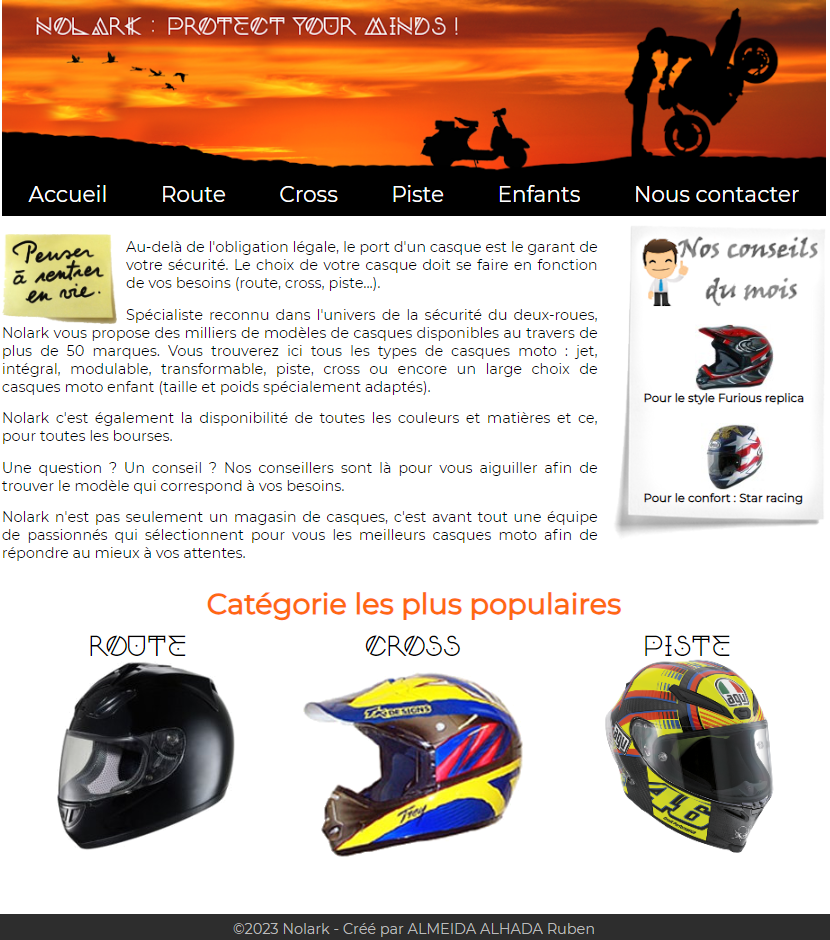 NOLARK : PROTECT YOUR MINDS !
Accueil Route Cross Piste Enfants Nous contacter
Penser
à rentrer
en vie.
Au-delà de l'obligation légale, le port d'un casque est le garant de
votre sécurité. Le choix de votre casque doit se faire en fonction
de vos besoins (route, cross, piste...).
Spécialiste reconnu dans l'univers de la sécurité du deux-roues,
Nolark vous propose des milliers de modèles de casques disponibles au travers de
plus de 50 marques. Vous trouverez ici tous les types de casques moto : jet,
intégral, modulable, transformable, piste, cross ou encore un large choix de
casques moto enfant (taille et poids spécialement adaptés).
Nolark c'est également la disponibilité de toutes les couleurs et matières et ce,
pour toutes les bourses.
Une question ? Un conseil ? Nos conseillers sont là pour vous aiguiller afin de
trouver le modèle qui correspond à vos besoins.
Nolark n'est pas seulement un magasin de casques, c'est avant tout une équipe
de passionnés qui sélectionnent pour vous les meilleurs casques moto afin de
répondre au mieux à vos attentes.
Nos conseils
du mois
Pour le style Furious replica
Pour le confort : Star racing
Catégorie les plus populaires
ROUTE CROSS PISTE
DESIGNS
Troy
agv
agv
46
©2023 Nolark - Créé par ALMEIDA ALHADA Ruben